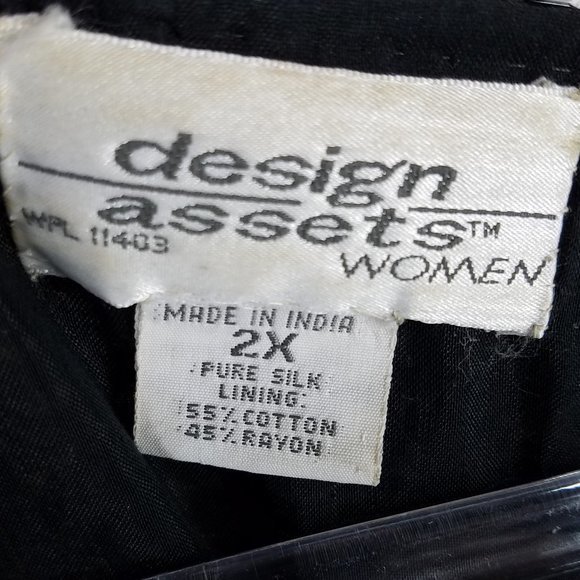 design
assets™
WPL 11403
WOMEN
MADE IN INDIA
2X
PURE SILK
LINING:
55% COTTON
45% RAYON